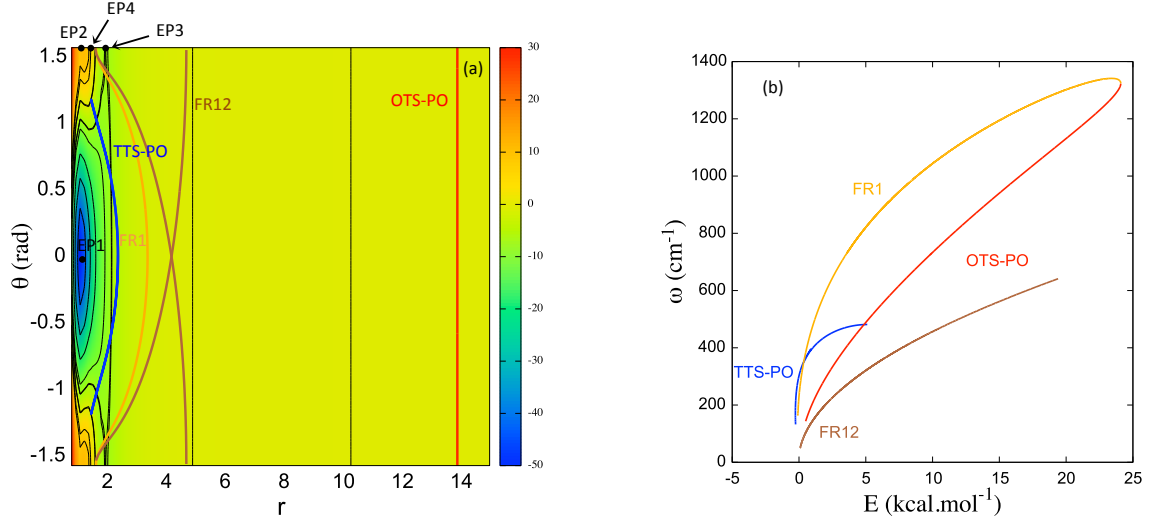 EP4
EP2
EP3
1.5
1
0.5
0
-0.5
-1
-1.5
θ (rad)
(a)
OTS-PO
FR12
TTS-PO
FR1
EP1
2
4
6
8
10
12
14
r
30
20
10
0
-10
-20
-30
-40
-50
1400
1200
1000
800
600
400
200
0
ω (cm-1)
(b)
FR1
OTS-PO
TTS-PO
FR12
-5
0
5
10
15
20
25
E (kcal.mol-1)